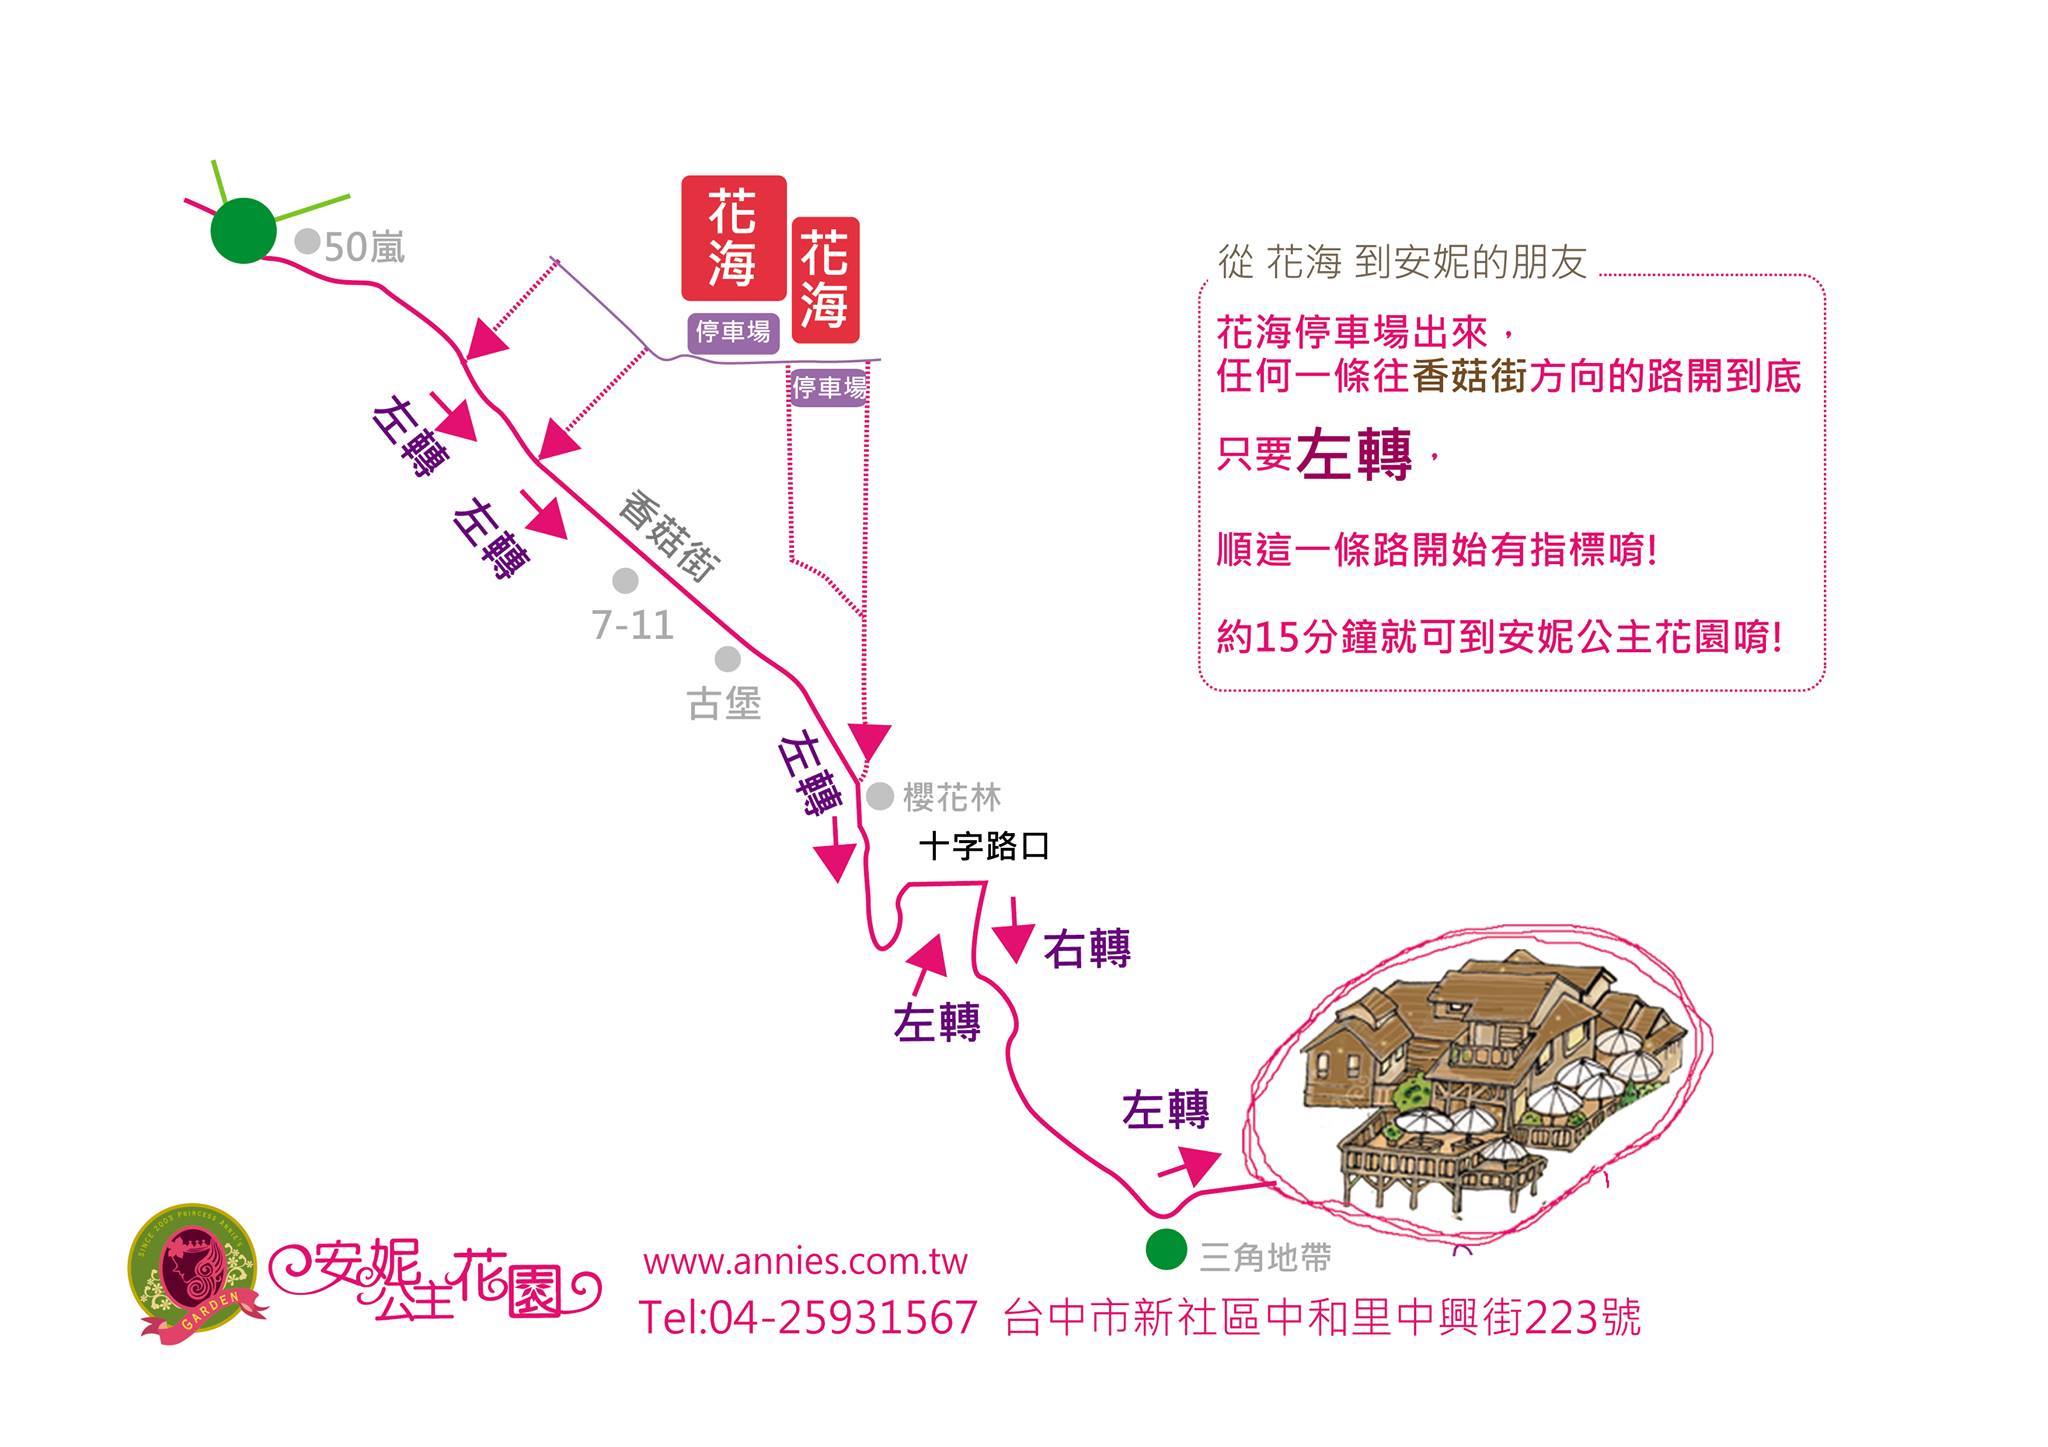 50嵐
花海
花海
停車場
停車場
左轉
左轉
香菇街
7-11
古堡
左轉
櫻花林
十字路口
右轉
左轉
左轉
三角地帶
從 花海 到安妮的朋友
花海停車場出來，
任何一條往香菇街方向的路開到底
只要左轉，
順這一條路開始有指標唷!
約15分鐘就可到安妮公主花園唷!
SINCE 2003 PRINCESS ANNIE'S
GARDEN
安妮公主花園
www.annies.com.tw
Tel:04-25931567 台中市新社區中和里中興街223號